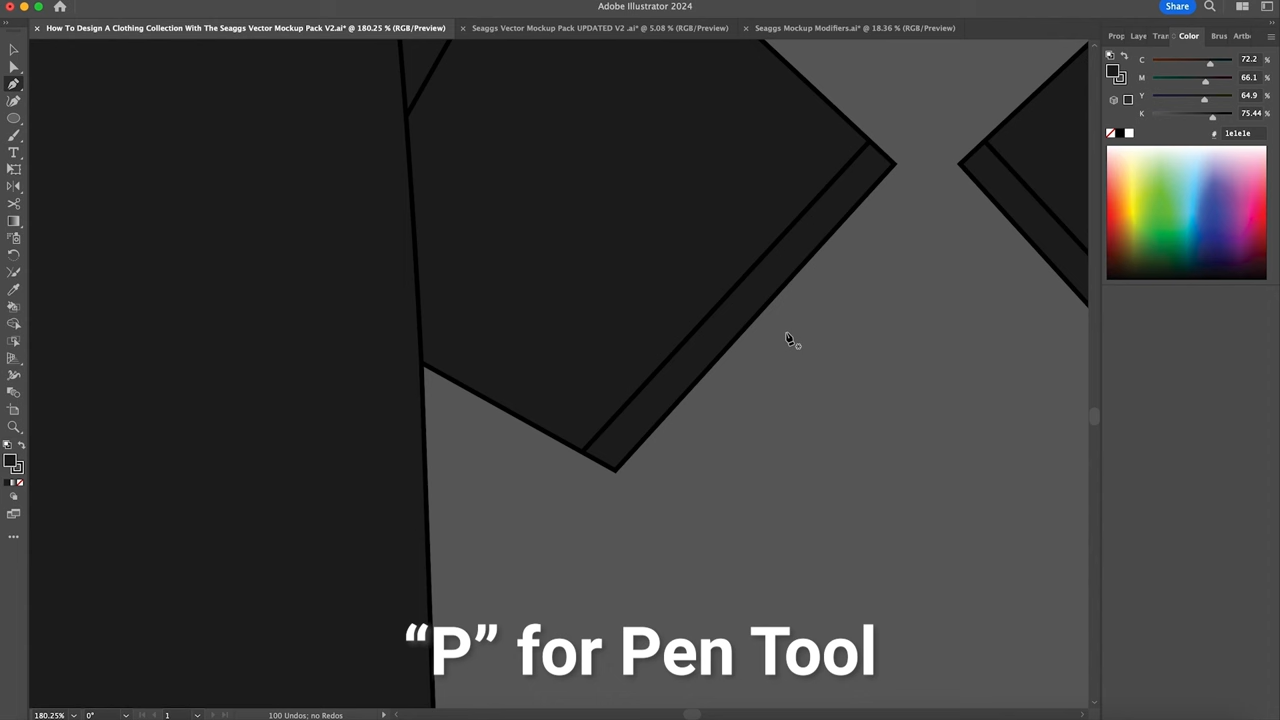 Adobe Illustrator 2024
Share
How To Design A Clothing Collection With The Seaggs Vector Mockup Pack V2.ai* @ 180.25 % (RGB/Preview)
Seaggs Vector Mockup Pack UPDATED V2 .ai* @ 5.08 % (RGB/Preview)
Seaggs Mockup Modifiers.ai* @ 18.36 % (RGB/Preview)
Prop
Laye
Tran
Color
Brus
Artb
C 72.2 %
M 66.1 %
Y 64.9 %
K 75.44 %
# 1e1e1e
“P” for Pen Tool
180.25%
0°
1
100 Undos; no Redos